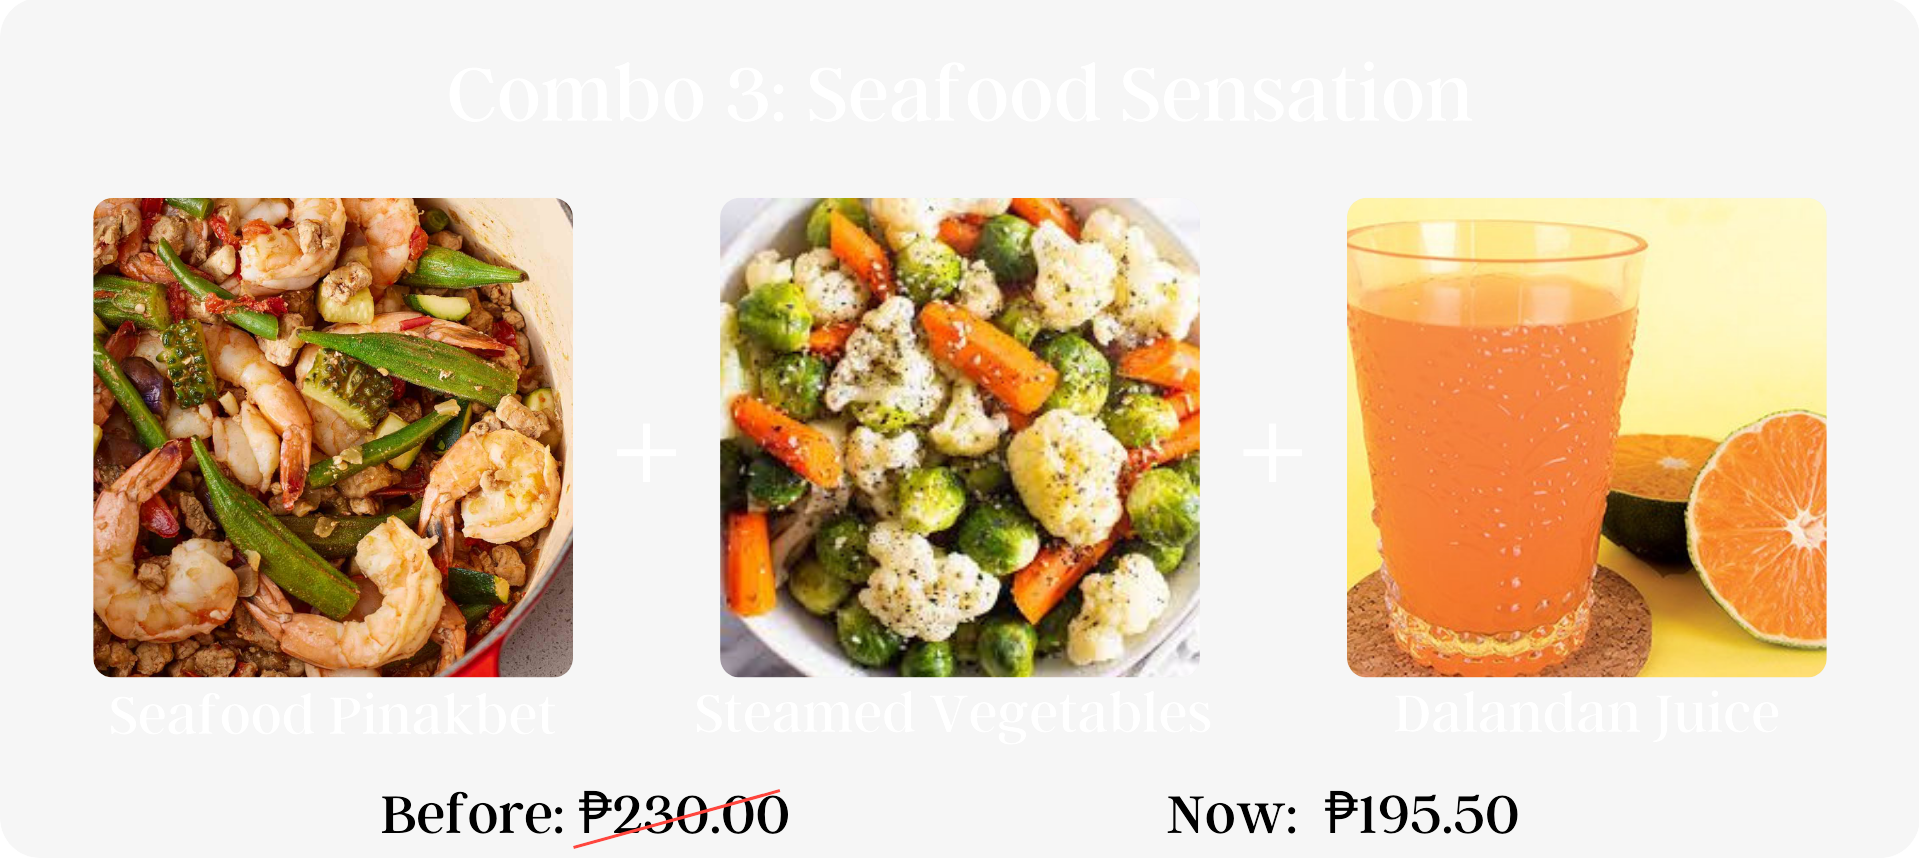 Combo 3: Seafood Sensation
+ +
Seafood Pinakbet Steamed Vegetables Dalandan Juice
Before: ₱230.00 Now: ₱195.50